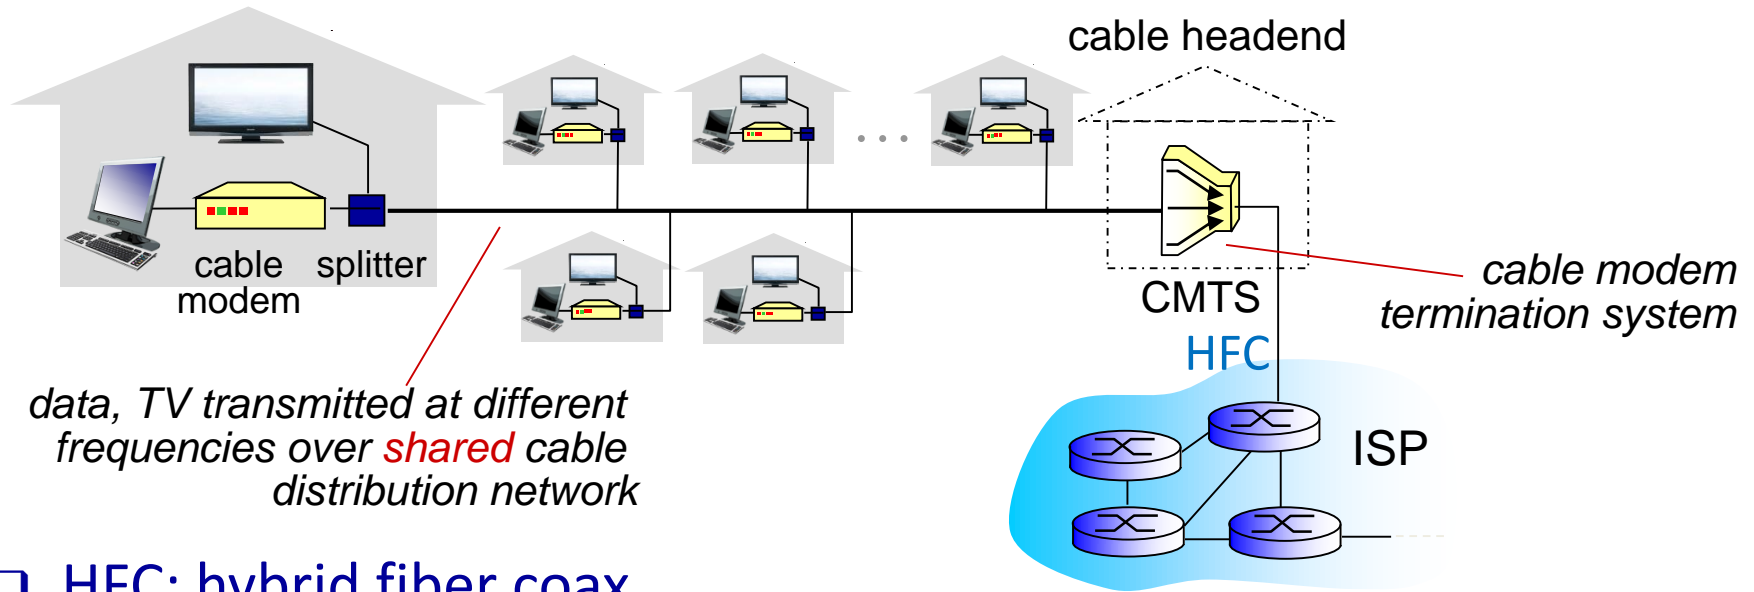 cable headend
cable
modem
splitter
CMTS
cable modem
termination system
HFC
data, TV transmitted at different
frequencies over shared cable
distribution network
ISP
HFC: hybrid fiber coax